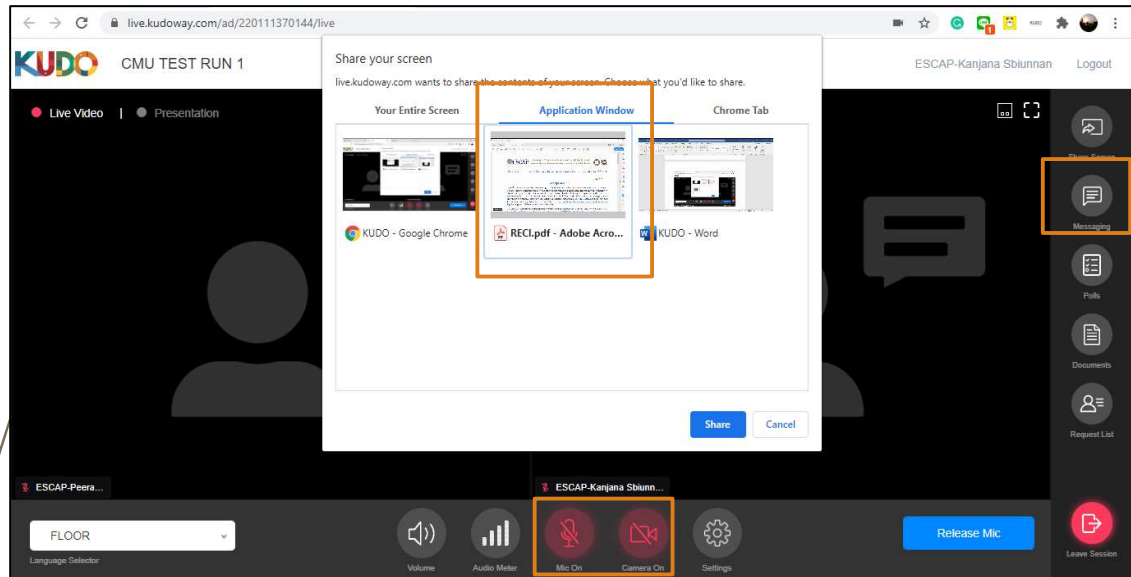 live.kudoway.com/ad/220111370144/live
KUDO
CMU TEST RUN 1
ESCAP-Kanjana Sbiunnan
Logout
Share your screen
live.kudoway.com wants to share the contents of your screen. Choose what you'd like to share.
Your Entire Screen
Application Window
Chrome Tab
KUDO - Google Chrome
RECI.pdf - Adobe Acro...
KUDO - Word
Share
Cancel
Live Video | Presentation
Share Screen
Messaging
Polls
Documents
Request List
ESCAP-Peera...
ESCAP-Kanjana Sbiunn...
FLOOR
Language Selector
Volume
Audio Meter
Mic On
Camera On
Settings
Release Mic
Leave Session